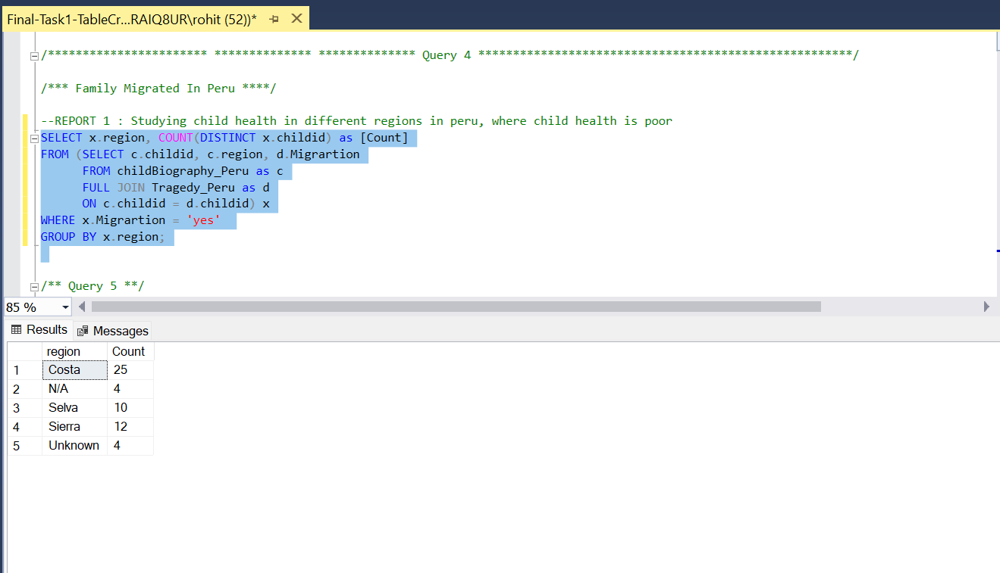 Final-Task1-TableCr...RAIQ8UR\rohit (52))*
/*********************** ************** ************** Query 4 ******************************************************/
/*** Family Migrated In Peru ****/
--REPORT 1 : Studying child health in different regions in peru, where child health is poor
SELECT x.region, COUNT(DISTINCT x.childid) as [Count]
FROM (SELECT c.childid, c.region, d.Migrartion
FROM childBiography_Peru as c
FULL JOIN Tragedy_Peru as d
ON c.childid = d.childid) x
WHERE x.Migrartion = 'yes'
GROUP BY x.region;
/** Query 5 **/
85 %
Results Messages
region Count
1 Costa 25
2 N/A 4
3 Selva 10
4 Sierra 12
5 Unknown 4